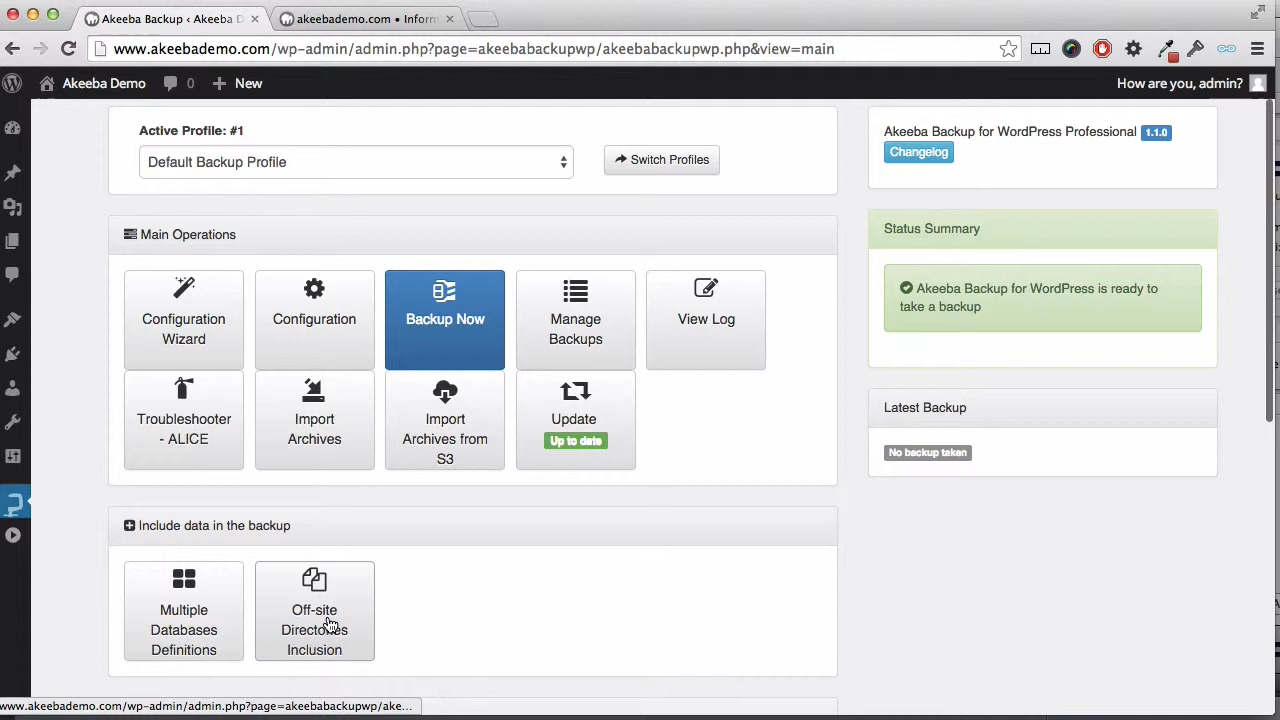 Akeeba Backup ‹ Akeeba D
akeebademo.com • Inform
www.akeebademo.com/wp-admin/admin.php?page=akeebabackupwp/akeebabackupwp.php&view=main
Akeeba Demo
0
New
How are you, admin?
Active Profile: #1
Default Backup Profile
Switch Profiles
Akeeba Backup for WordPress Professional 1.1.0
Changelog
Main Operations
Configuration
Wizard
Configuration
Backup Now
Manage
Backups
View Log
Troubleshooter
- ALICE
Import
Archives
Import
Archives from
S3
Update
Up to date
Status Summary
Akeeba Backup for WordPress is ready to
take a backup
Latest Backup
No backup taken
Include data in the backup
Multiple
Databases
Definitions
Off-site
Directories
Inclusion
www.akeebademo.com/wp-admin/admin.php?page=akeebabackupwp/ake...